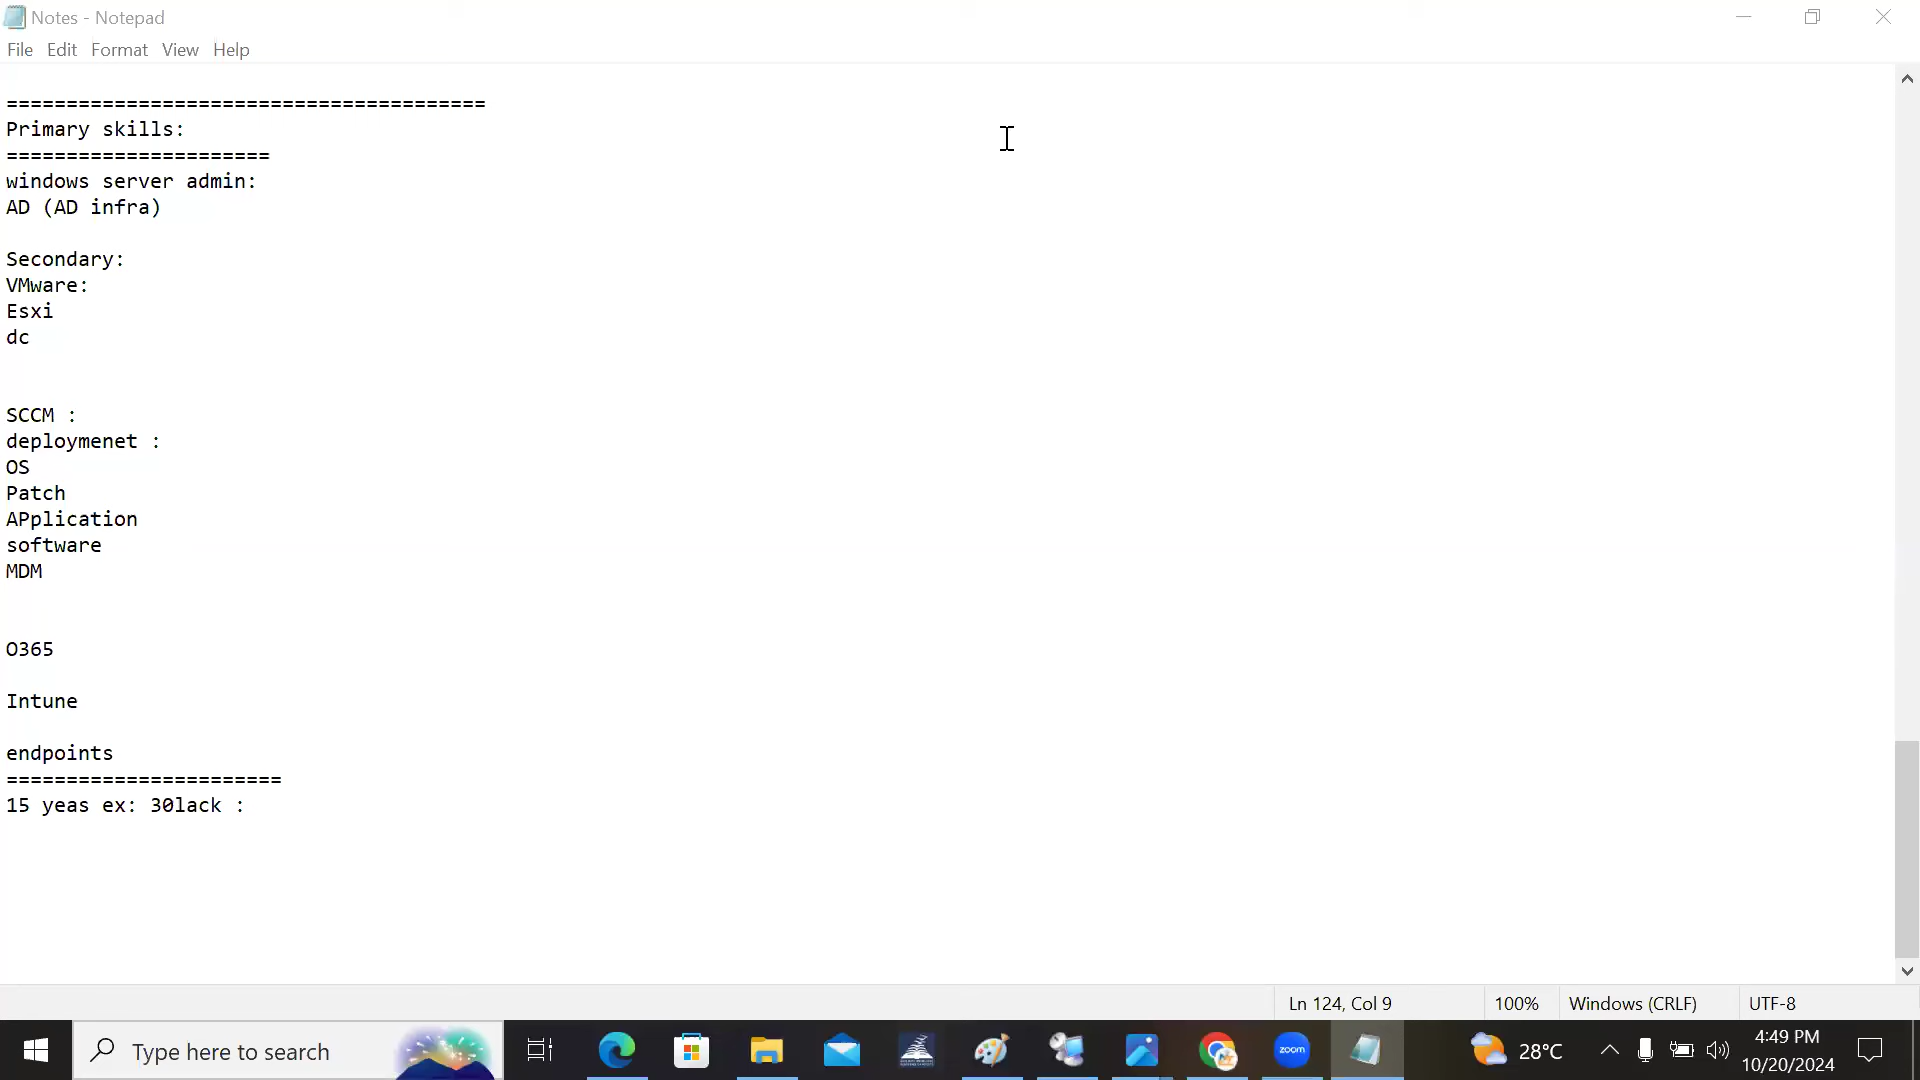 Notes - Notepad
File Edit Format View Help
========================================
Primary skills:
======================
windows server admin:
AD (AD infra)
Secondary:
VMware:
Esxi
dc
SCCM :
deploymenet :
OS
Patch
APplication
software
MDM
O365
Intune
endpoints
=======================
15 yeas ex: 30lack :
Ln 124, Col 9 100% Windows (CRLF) UTF-8
Type here to search
zoom
28°C
4:49 PM
10/20/2024